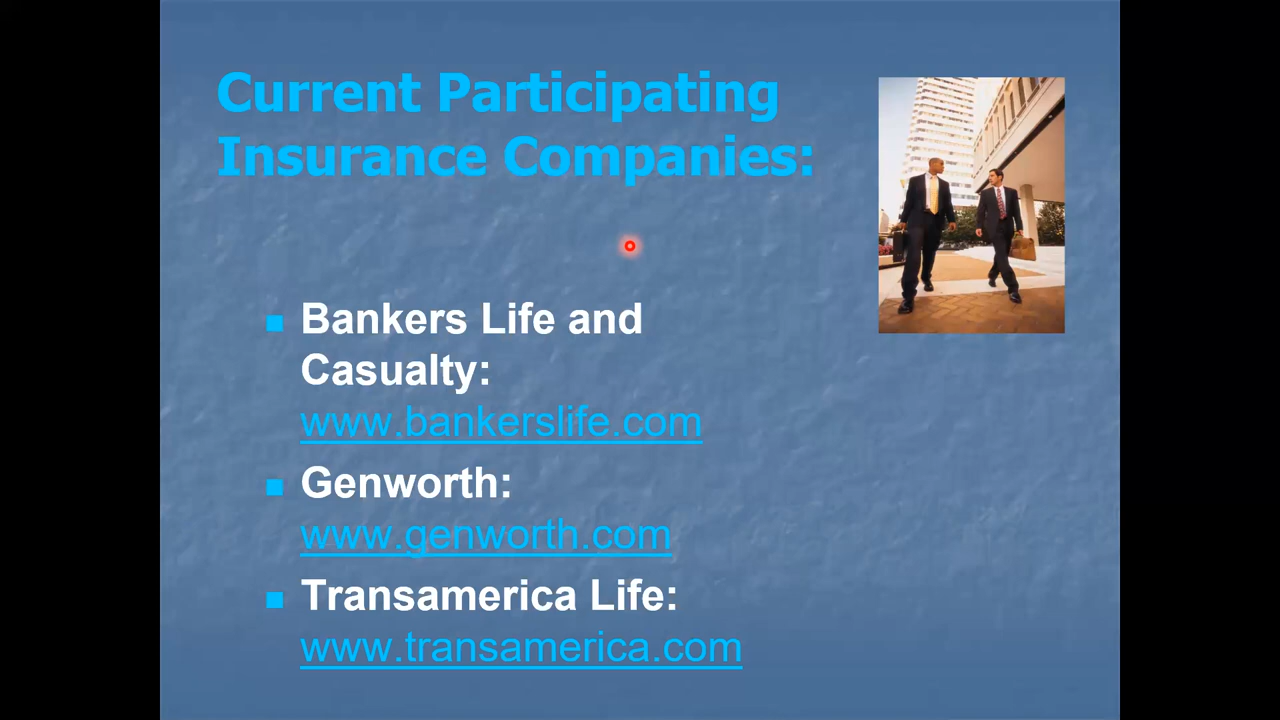 Current Participating
Insurance Companies:
Bankers Life and
Casualty:
www.bankerslife.com
Genworth:
www.genworth.com
Transamerica Life:
www.transamerica.com